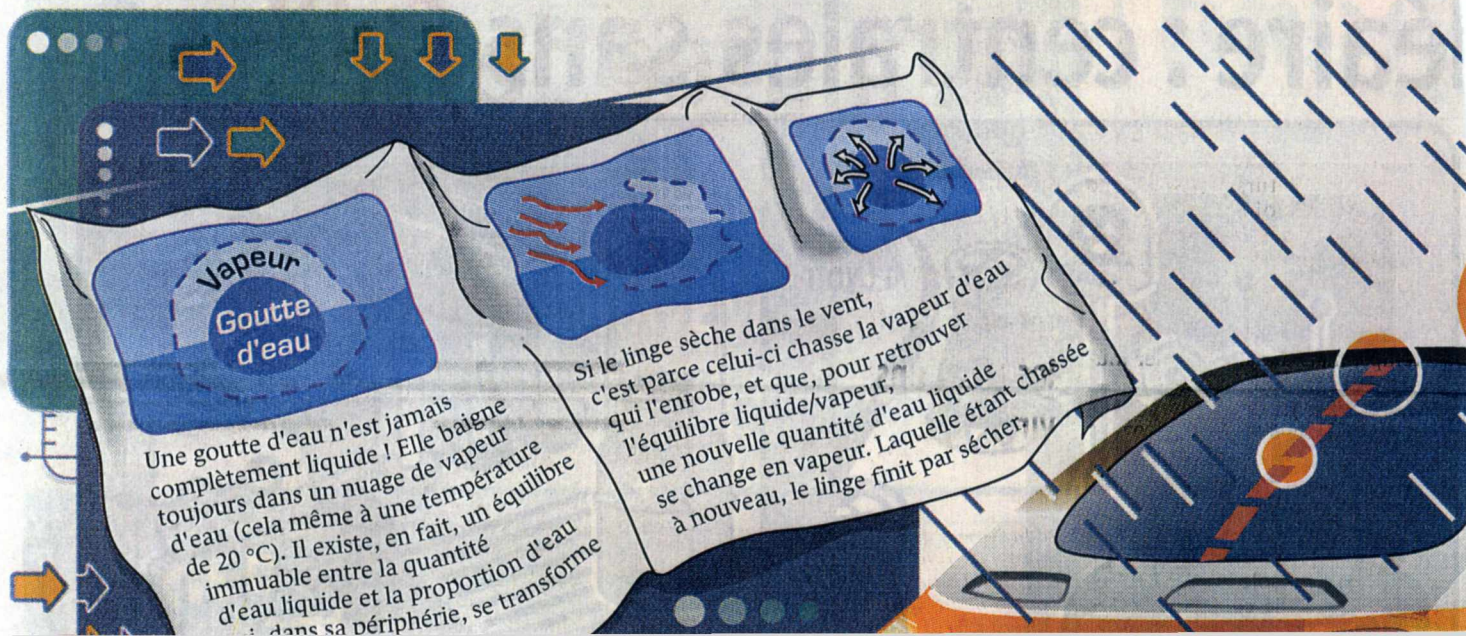 Vapeur
Goutte
d'eau
Une goutte d'eau n'est jamais
complètement liquide ! Elle baigne
toujours dans un nuage de vapeur
d'eau (cela même à une température
de 20 °C). Il existe, en fait, un équilibre
immuable entre la quantité
d'eau liquide et la proportion d'eau
dans sa périphérie, se transforme
Si le linge sèche dans le vent,
c'est parce celui-ci chasse la vapeur d'eau
qui l'enrobe, et que, pour retrouver
l'équilibre liquide/vapeur,
une nouvelle quantité d'eau liquide
se change en vapeur. Laquelle étant chassée
à nouveau, le linge finit par sécher.